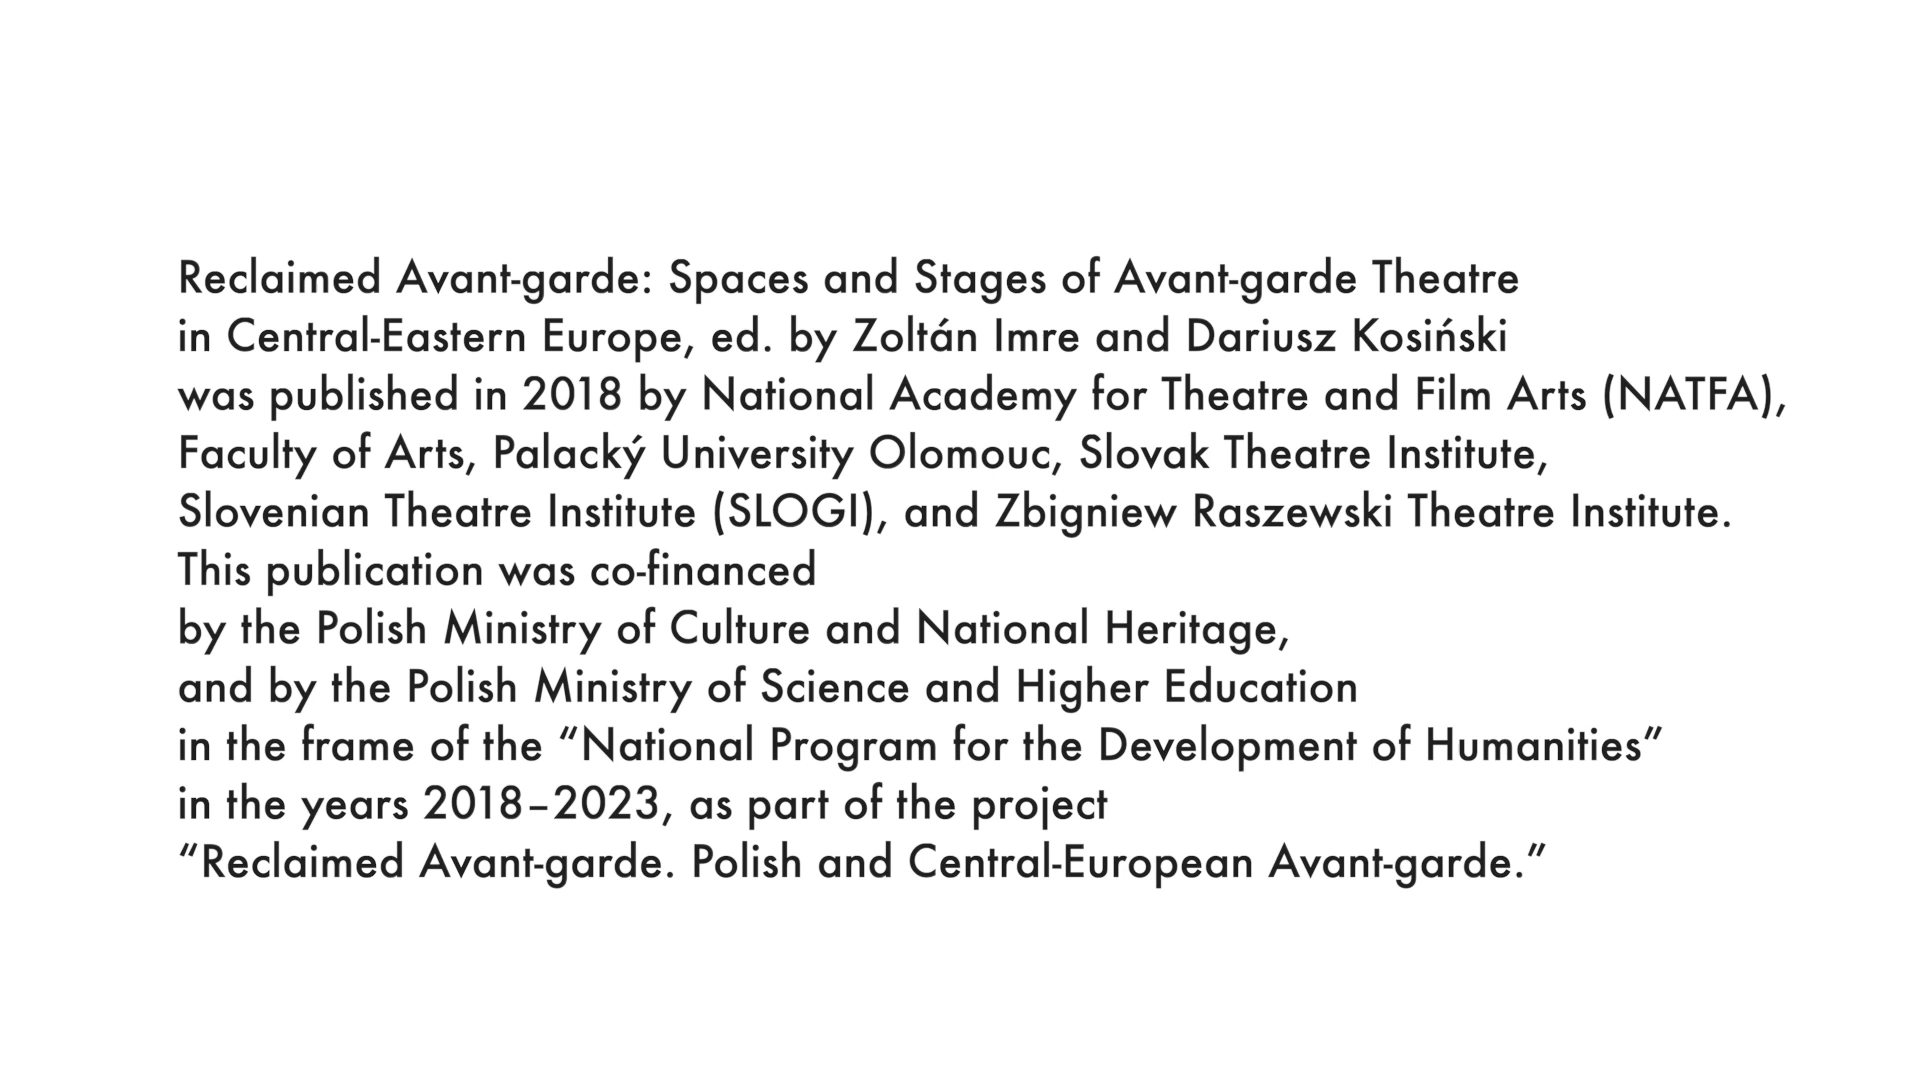 Reclaimed Avant-garde: Spaces and Stages of Avant-garde Theatre
in Central-Eastern Europe, ed. by Zoltán Imre and Dariusz Kosiński
was published in 2018 by National Academy for Theatre and Film Arts (NATFA),
Faculty of Arts, Palacký University Olomouc, Slovak Theatre Institute,
Slovenian Theatre Institute (SLOGI), and Zbigniew Raszewski Theatre Institute.
This publication was co-financed
by the Polish Ministry of Culture and National Heritage,
and by the Polish Ministry of Science and Higher Education
in the frame of the “National Program for the Development of Humanities”
in the years 2018–2023, as part of the project
“Reclaimed Avant-garde. Polish and Central-European Avant-garde.”